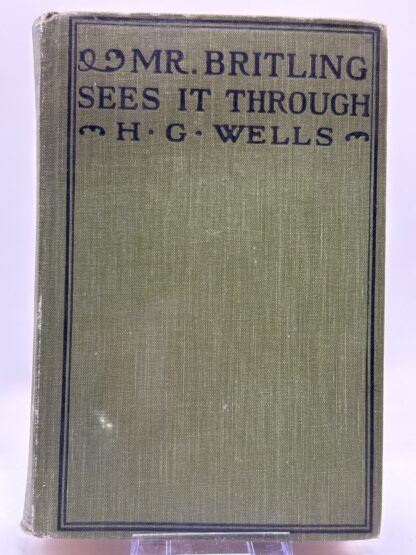 MR. BRITLING
SEES IT THROUGH
H · G · WELLS